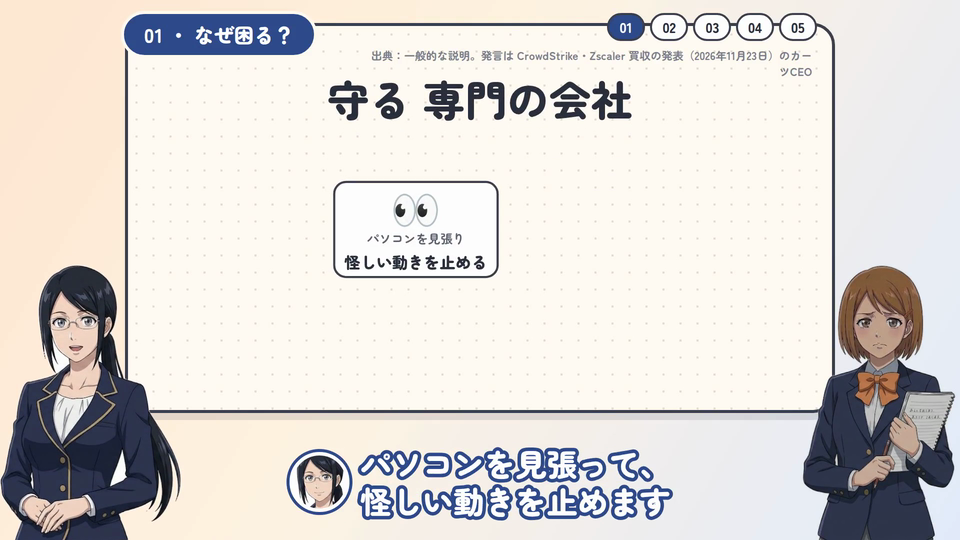 01 ・ なぜ困る？
01 02 03 04 05
出典：一般的な説明。発言は CrowdStrike・Zscaler 買収の発表（2026年11月23日）のカー
ツCEO
守る 専門の会社
パソコンを見張り
怪しい動きを止める
パソコンを見張って、
怪しい動きを止めます